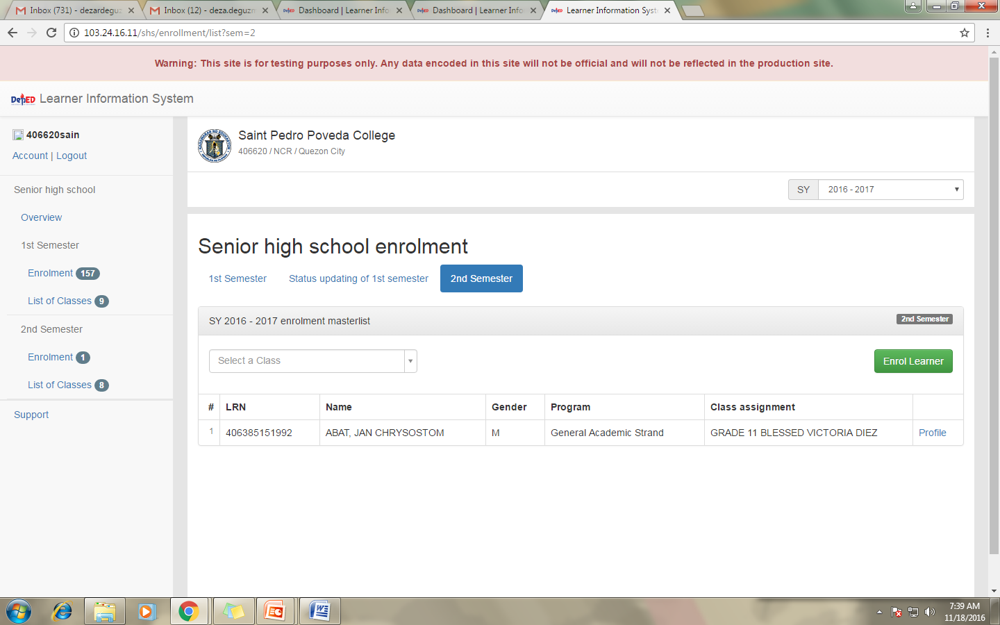 Inbox (731) - dezardeguz
Inbox (12) - deza.deguzm
Dashboard | Learner Info
Dashboard | Learner Info
Learner Information Syst
103.24.16.11/shs/enrollment/list?sem=2
Warning: This site is for testing purposes only. Any data encoded in this site will not be official and will not be reflected in the production site.
DepED Learner Information System
406620sain
Account | Logout
Senior high school
Overview
1st Semester
Enrolment 157
List of Classes 9
2nd Semester
Enrolment 1
List of Classes 8
Support
Saint Pedro Poveda College
406620 / NCR / Quezon City
SY 2016 - 2017
Senior high school enrolment
1st Semester Status updating of 1st semester 2nd Semester
SY 2016 - 2017 enrolment masterlist 2nd Semester
Select a Class Enrol Learner
# LRN Name Gender Program Class assignment
1 406385151992 ABAT, JAN CHRYSOSTOM M General Academic Strand GRADE 11 BLESSED VICTORIA DIEZ Profile
7:39 AM
11/18/2016